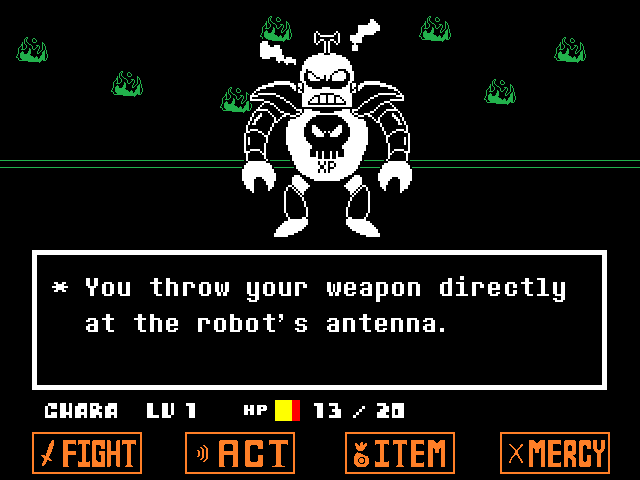 XP
* You throw your weapon directly
at the robot's antenna.
CHARA LV 1 HP 13 / 20
FIGHT ACT ITEM MERCY